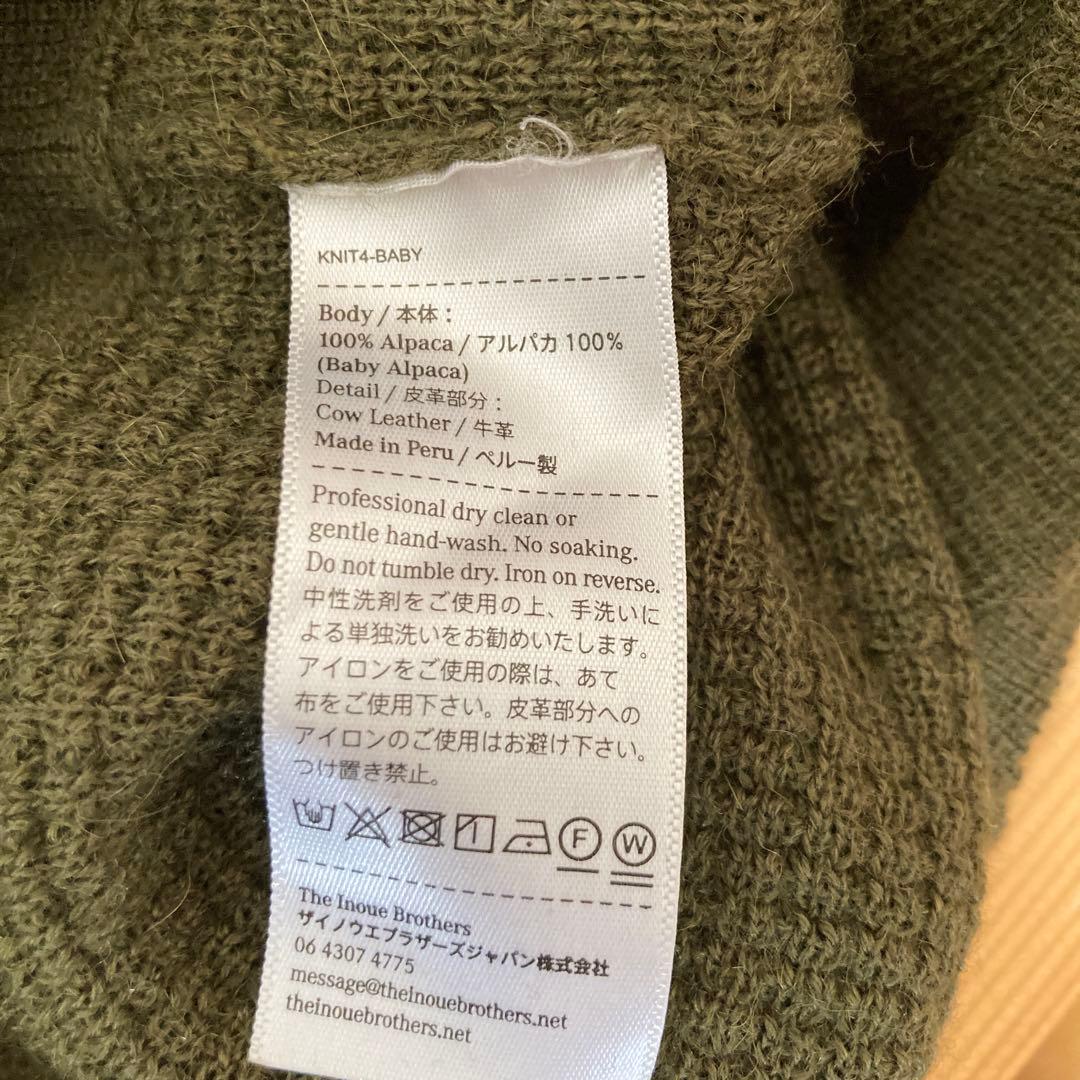 KNIT4-BABY
Body / 本体 :
100% Alpaca / アルパカ 100%
(Baby Alpaca)
Detail / 皮革部分 :
Cow Leather / 牛革
Made in Peru / ペルー製
Professional dry clean or
gentle hand-wash. No soaking.
Do not tumble dry. Iron on reverse.
中性洗剤をご使用の上、手洗いに
よる単独洗いをお勧めいたします。
アイロンをご使用の際は、あて
布をご使用下さい。皮革部分への
アイロンのご使用はお避け下さい。
つけ置き禁止。
F W
The Inoue Brothers
ザイノウエブラザーズジャパン株式会社
06 4307 4775
message@theinouebrothers.net
theinouebrothers.net